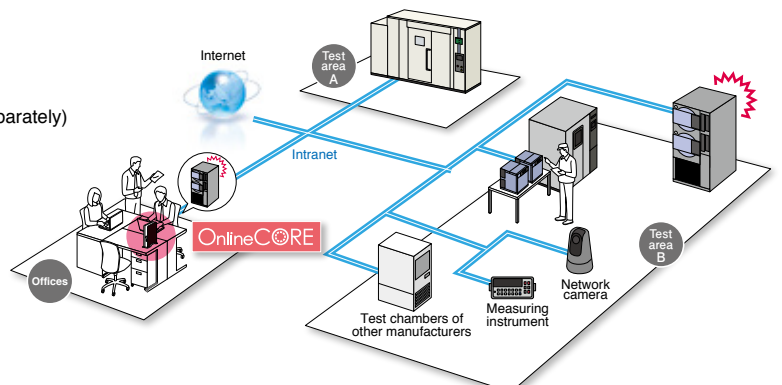 Internet
Test
area
A
parately)
Intranet
OnlineCORE
Offices
Test
area
B
Network
camera
Measuring
instrument
Test chambers of
other manufacturers